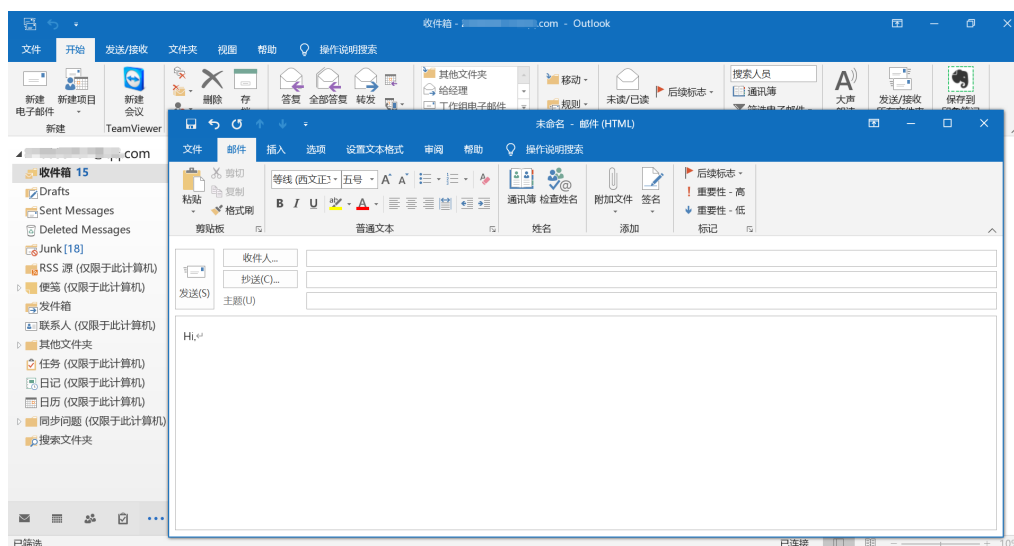 收件箱 - .com - Outlook
文件 开始 发送/接收 文件夹 视图 帮助 操作说明搜索
新建 电子邮件
新建项目
新建 会议
删除
答复 全部答复 转发
其他文件夹
给经理
工作组电子邮件
移动
规则
未读/已读
后续标志
搜索人员
通讯簿
大声
发送/接收
保存到
新建
TeamViewer
.com
收件箱 15
Drafts
Sent Messages
Deleted Messages
Junk [18]
RSS 源 (仅限于此计算机)
便笺 (仅限于此计算机)
发件箱
联系人 (仅限于此计算机)
其他文件夹
任务 (仅限于此计算机)
日记 (仅限于此计算机)
日历 (仅限于此计算机)
同步问题 (仅限于此计算机)
搜索文件夹
未命名 - 邮件 (HTML)
文件 邮件 插入 选项 设置文本格式 审阅 帮助 操作说明搜索
粘贴
剪切
复制
格式刷
等线 (西文正 五号 A A
B I U A
通讯簿 检查姓名
附加文件 签名
后续标志
重要性 - 高
重要性 - 低
剪贴板 普通文本 姓名 添加 标记
发送(S)
收件人...
抄送(C)...
主题(U)
Hi,
已筛选
已连接